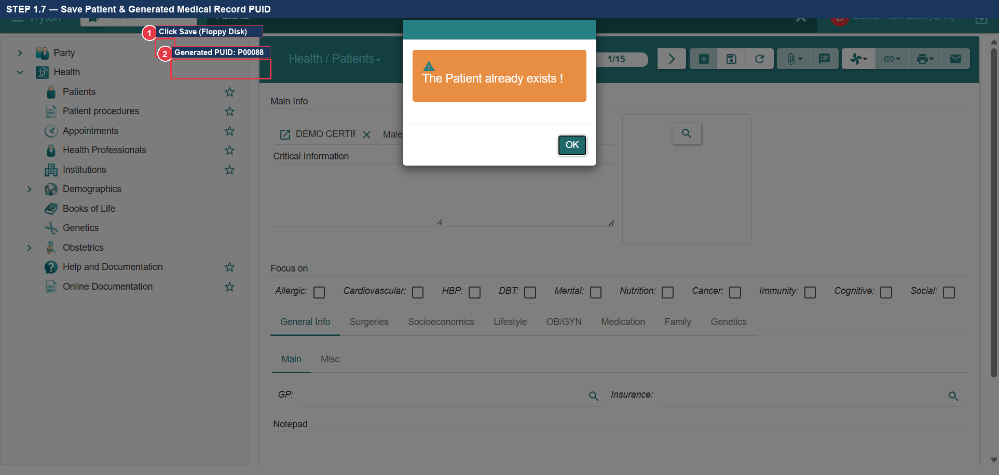 STEP 1.7 — Save Patient & Generated Medical Record PUID
1 Click Save (Floppy Disk)
2 Generated PUID: P00088
Party
Health
Patients
Patient procedures
Appointments
Health Professionals
Institutions
Demographics
Books of Life
Genetics
Obstetrics
Help and Documentation
Online Documentation
Health / Patients
1/15
The Patient already exists !
OK
Main Info
DEMO CERTIF
Male
Critical Information
Focus on
Allergic: Cardiovascular: HBP: DBT: Mental: Nutrition: Cancer: Immunity: Cognitive: Social:
General Info Surgeries Socioeconomics Lifestyle OB/GYN Medication Family Genetics
Main Misc
GP: Insurance:
Notepad